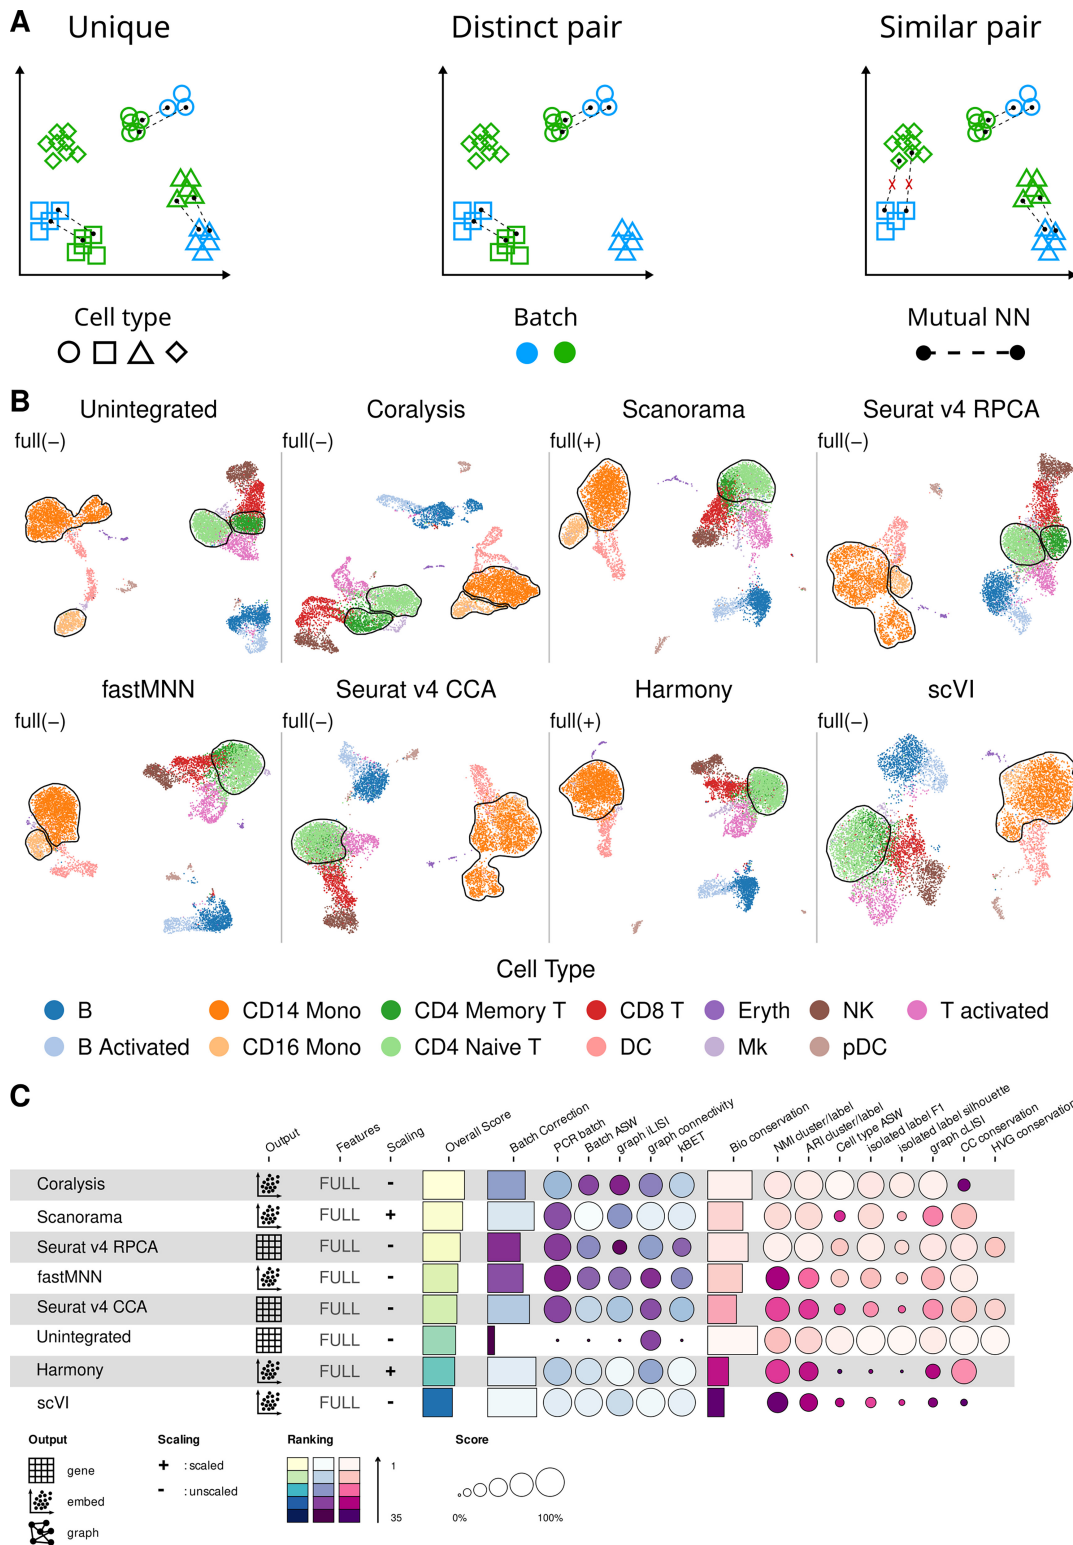 A
Unique
Distinct pair
Similar pair
X X
Cell type
Batch
Mutual NN
B
Unintegrated
Coralysis
Scanorama
Seurat v4 RPCA
full(−)
full(−)
full(+)
full(−)
fastMNN
Seurat v4 CCA
Harmony
scVI
full(−)
full(−)
full(+)
full(−)
Cell Type
B
CD14 Mono
CD4 Memory T
CD8 T
Eryth
NK
T activated
B Activated
CD16 Mono
CD4 Naive T
DC
Mk
pDC
C
Output
Features
Scaling
Overall Score
Batch Correction
PCR batch
Batch ASW
graph iLISI
graph connectivity
kBET
Bio conservation
NMI cluster/label
ARI cluster/label
Cell type ASW
isolated label F1
isolated label silhouette
graph cLISI
CC conservation
HVG conservation
Coralysis FULL -
Scanorama FULL +
Seurat v4 RPCA FULL -
fastMNN FULL -
Seurat v4 CCA FULL -
Unintegrated FULL -
Harmony FULL +
scVI FULL -
Output
gene
embed
graph
Scaling
+ : scaled
- : unscaled
Ranking
1
35
Score
0% 100%